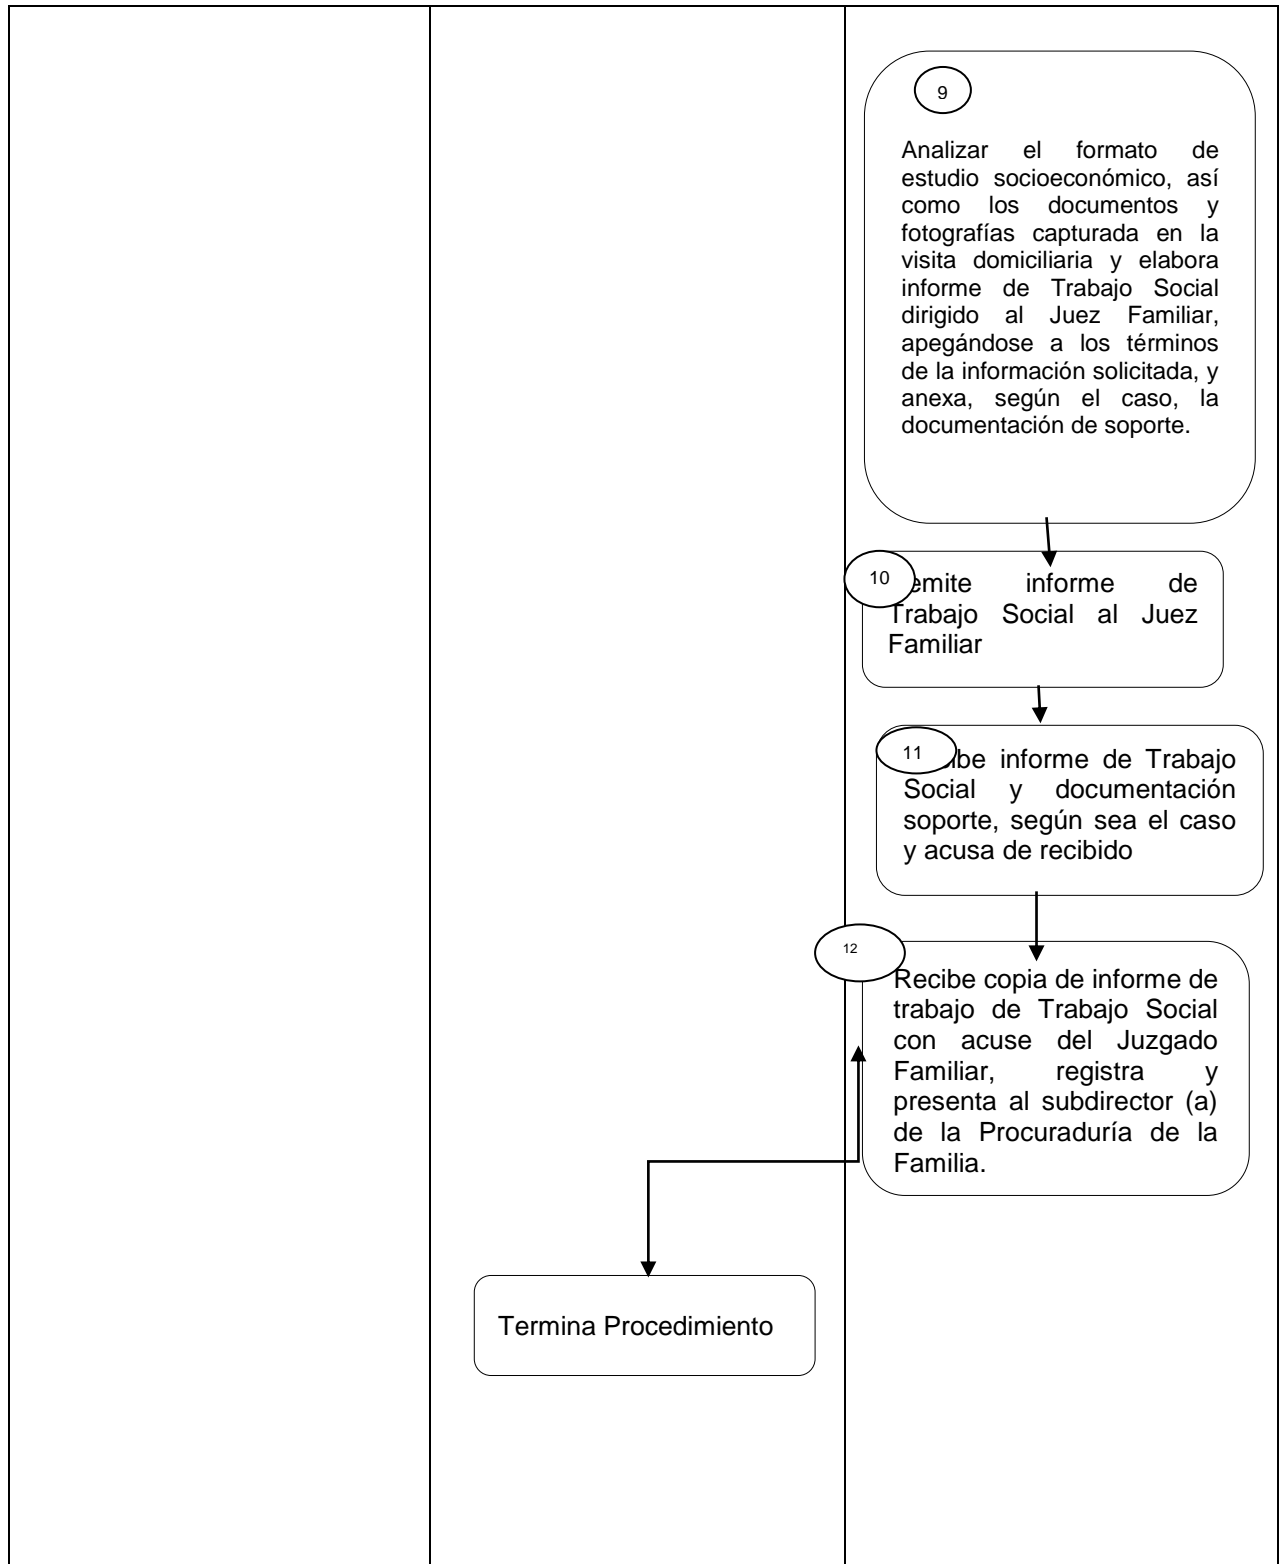 9
Analizar el formato de
estudio socioeconómico, así
como los documentos y
fotografías capturada en la
visita domiciliaria y elabora
informe de Trabajo Social
dirigido al Juez Familiar,
apegándose a los términos
de la información solicitada, y
anexa, según el caso, la
documentación de soporte.
10
informe de
Trabajo Social al Juez
Familiar
11
informe de Trabajo
Social y documentación
soporte, según sea el caso
y acusa de recibido
12
Recibe copia de informe de
trabajo de Trabajo Social
con acuse del Juzgado
Familiar, registra y
presenta al subdirector (a)
de la Procuraduría de la
Familia.
Termina Procedimiento